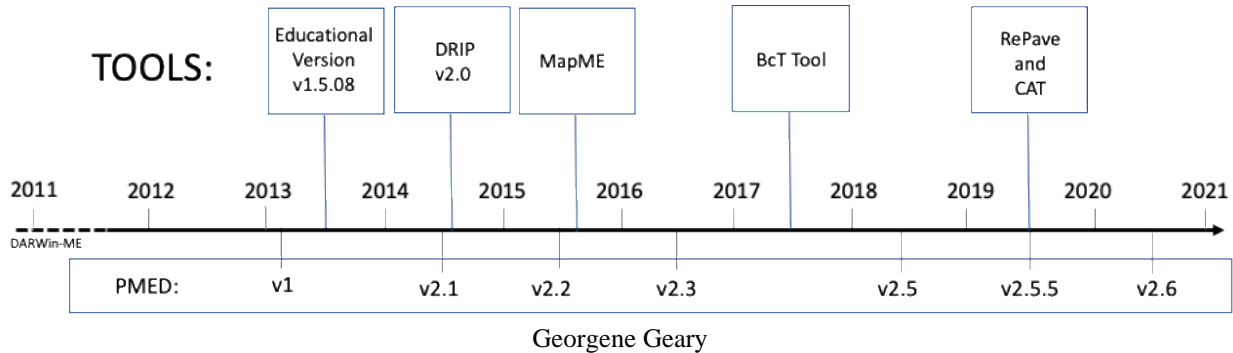 TOOLS:
Educational
Version
v1.5.08
DRIP
v2.0
MapME
BcT Tool
RePave
and
CAT
2011 2012 2013 2014 2015 2016 2017 2018 2019 2020 2021
DARWin-ME
PMED: v1 v2.1 v2.2 v2.3 v2.5 v2.5.5 v2.6
Georgene Geary